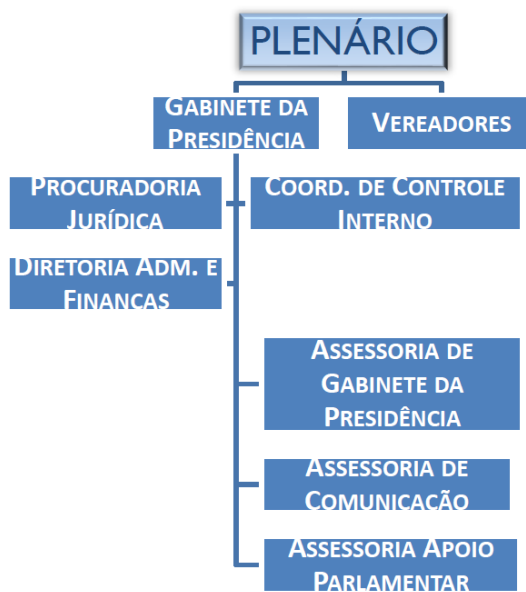 PLENÁRIO
GABINETE DA
PRESIDÊNCIA
VEREADORES
PROCURADORIA
JURÍDICA
COORD. DE CONTROLE
INTERNO
DIRETORIA ADM. E
FINANÇAS
ASSESSORIA DE
GABINETE DA
PRESIDÊNCIA
ASSESSORIA DE
COMUNICAÇÃO
ASSESSORIA APOIO
PARLAMENTAR